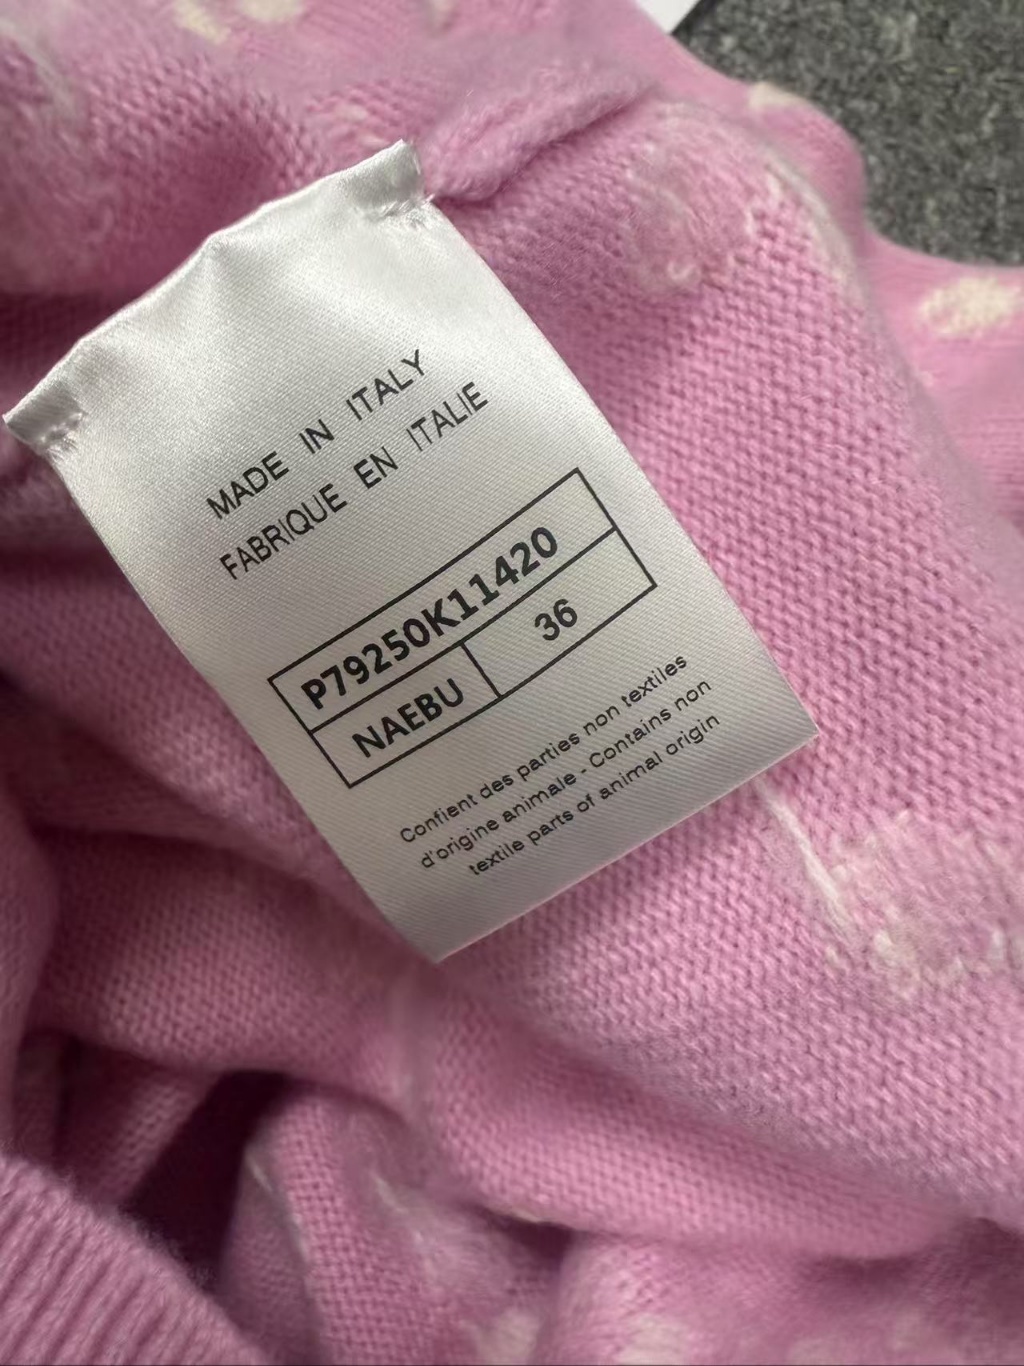 MADE IN ITALY
FABRIQUE EN ITALIE
P79250K11420
NAEBU 36
Contient des parties non textiles
d'origine animale - Contains non
textile parts of animal origin